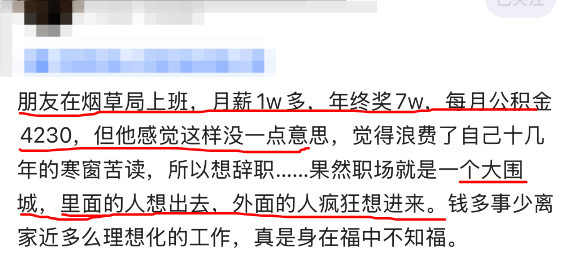 已关注
朋友在烟草局上班，月薪1w多，年终奖7w，每月公积金
4230，但他感觉这样没一点意思，觉得浪费了自己十几
年的寒窗苦读，所以想辞职……果然职场就是一个大围
城，里面的人想出去，外面的人疯狂想进来。钱多事少离
家近多么理想化的工作，真是身在福中不知福。